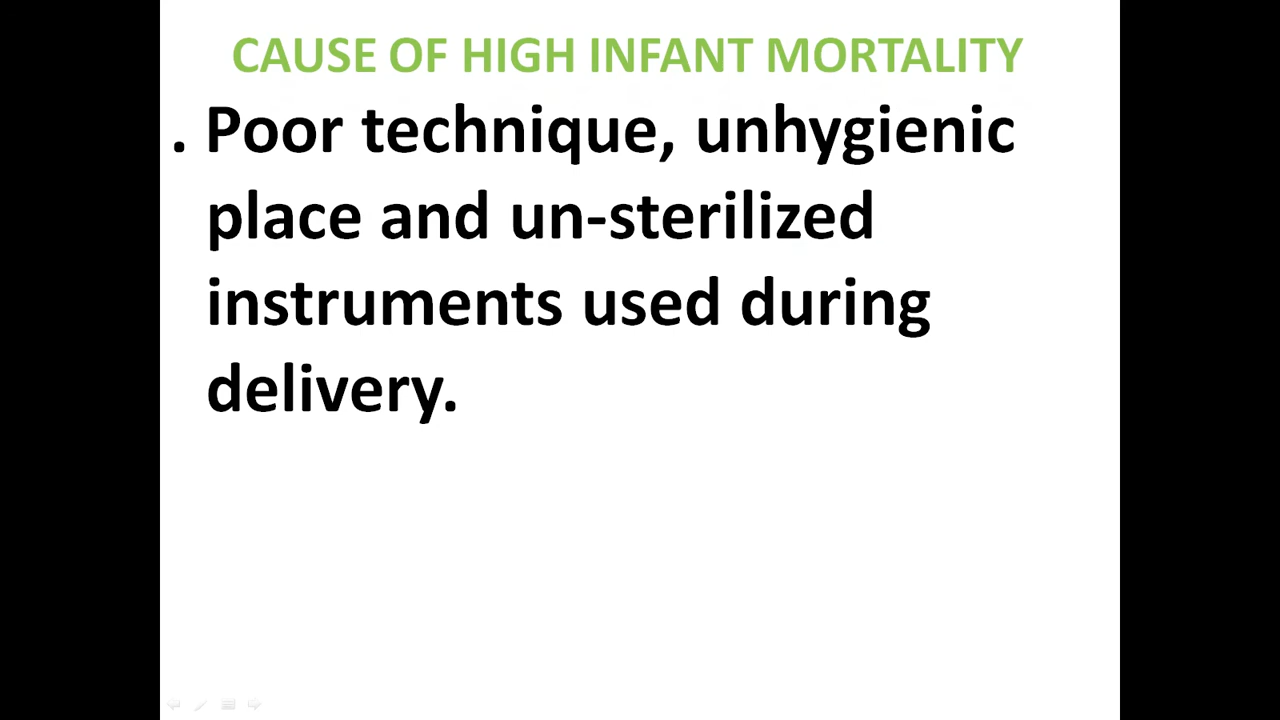 CAUSE OF HIGH INFANT MORTALITY
. Poor technique, unhygienic
place and un-sterilized
instruments used during
delivery.